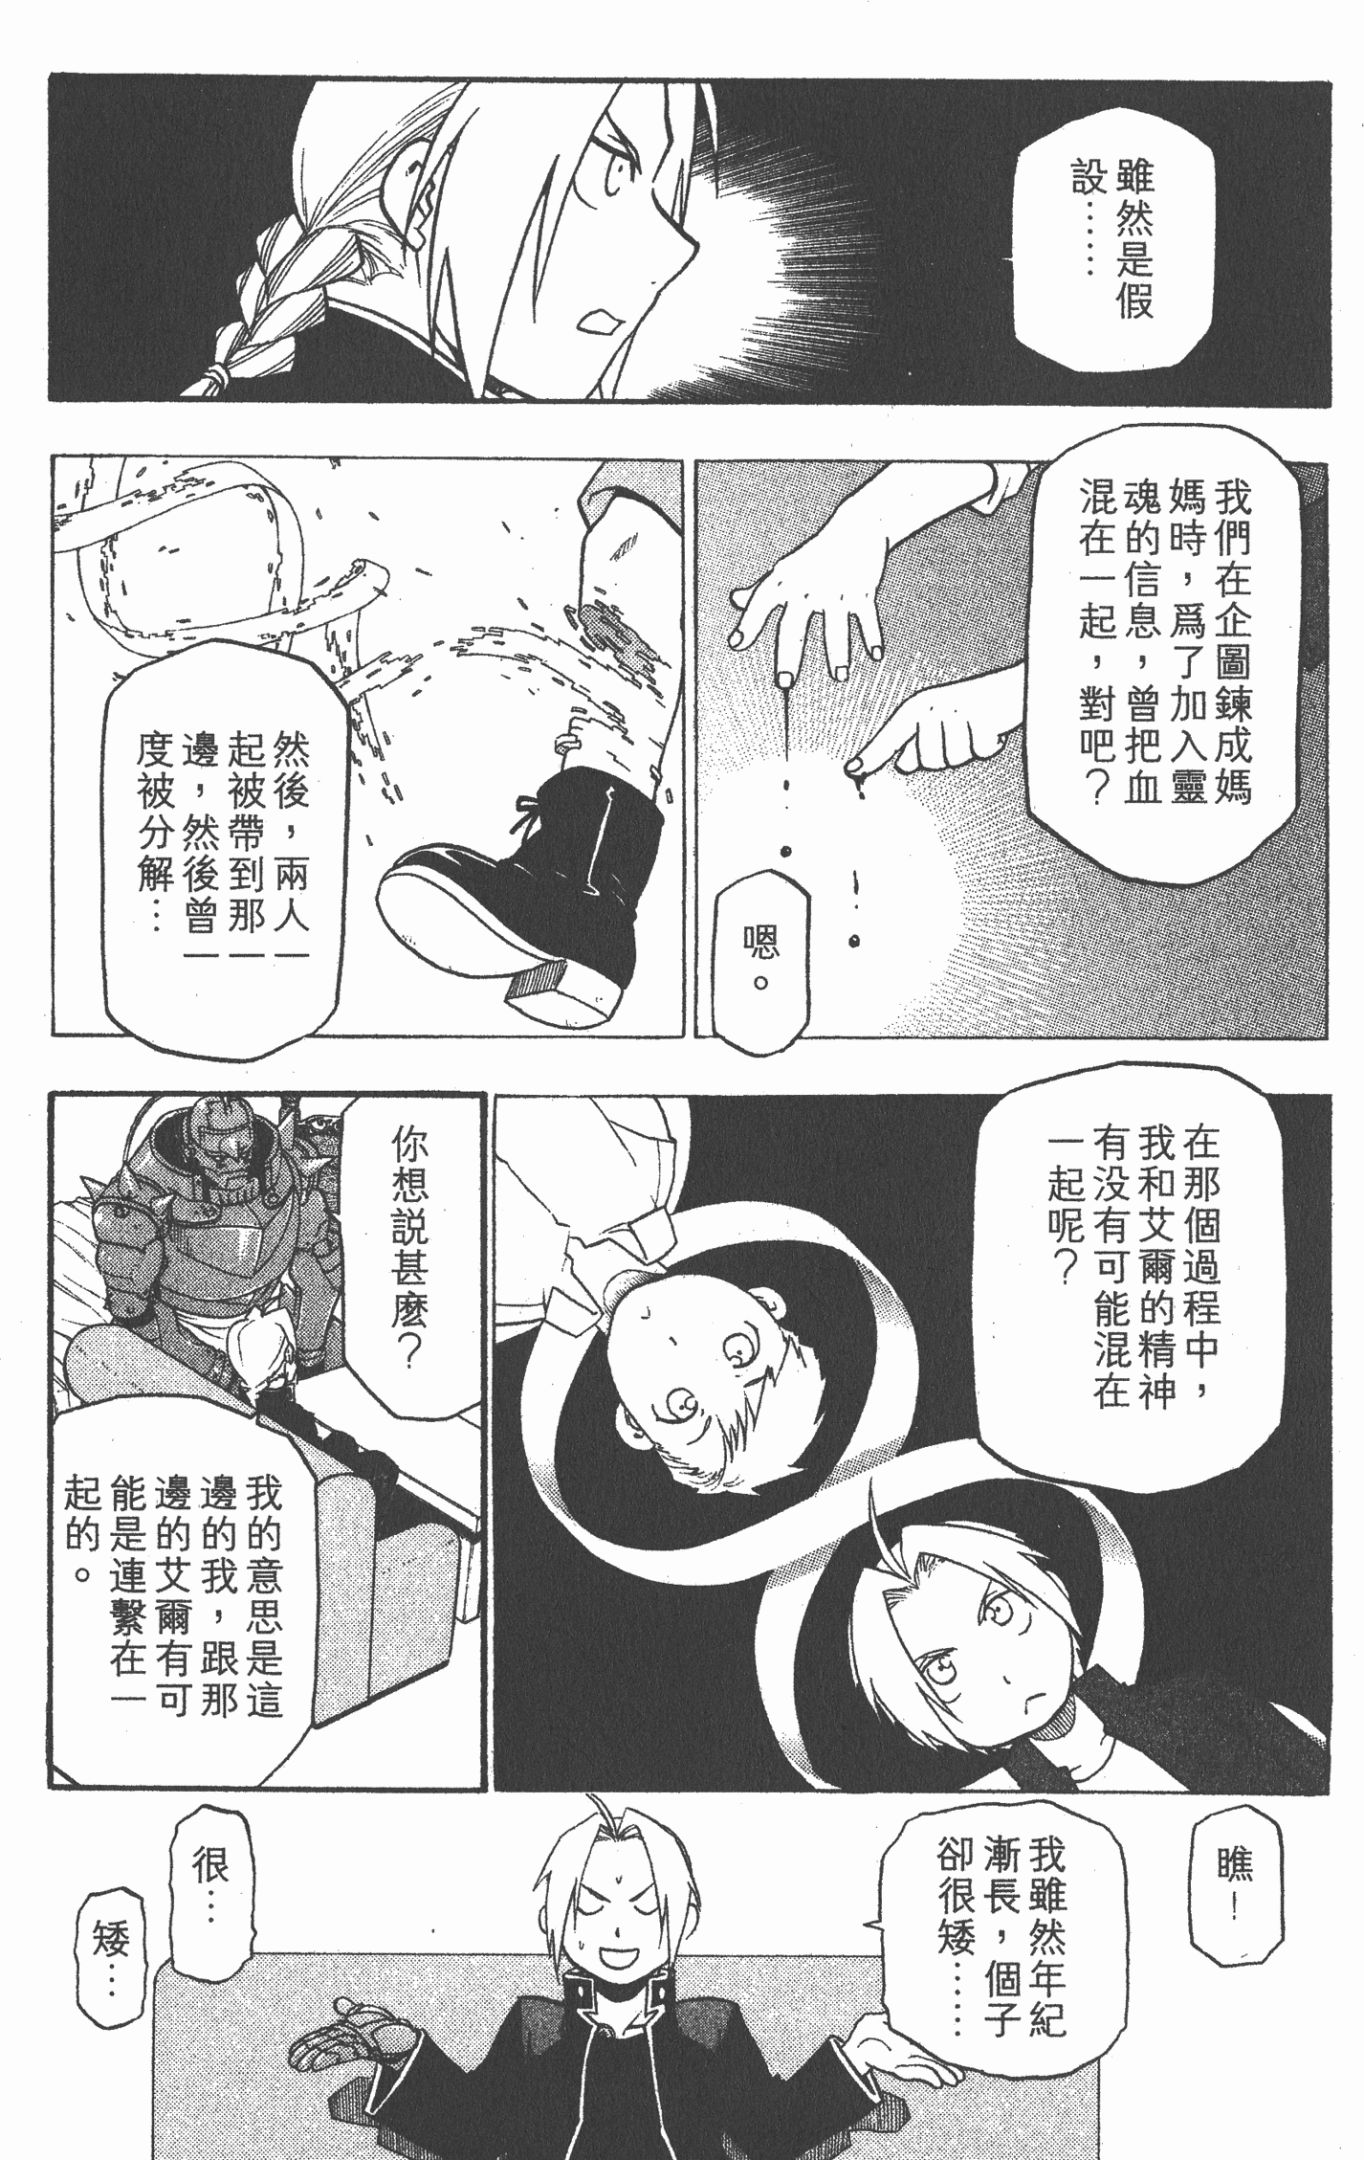 雖然是假
設……
我們在企圖鍊成媽
媽時，爲了加入靈
魂的信息，曾把血
混在一起，對吧？
嗯。
然後，兩人一
起被帶到那一
邊，然後曾一
度被分解…
在那個過程中，
我和艾爾的精神
有没有可能混在
一起呢？
你想説甚麽？
我的意思是這
邊的我，跟那
邊的艾爾有可
能是連繫在一
起的。
瞧！
我雖然年紀
漸長，個子
卻很矮……
很…
矮…